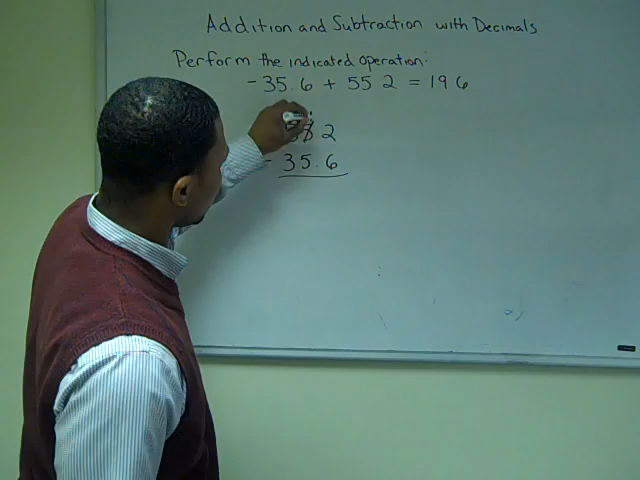 Addition and Subtraction with Decimals
Perform the indicated operation:
- 35.6 + 55 2 = 19 6
2
- 35.6